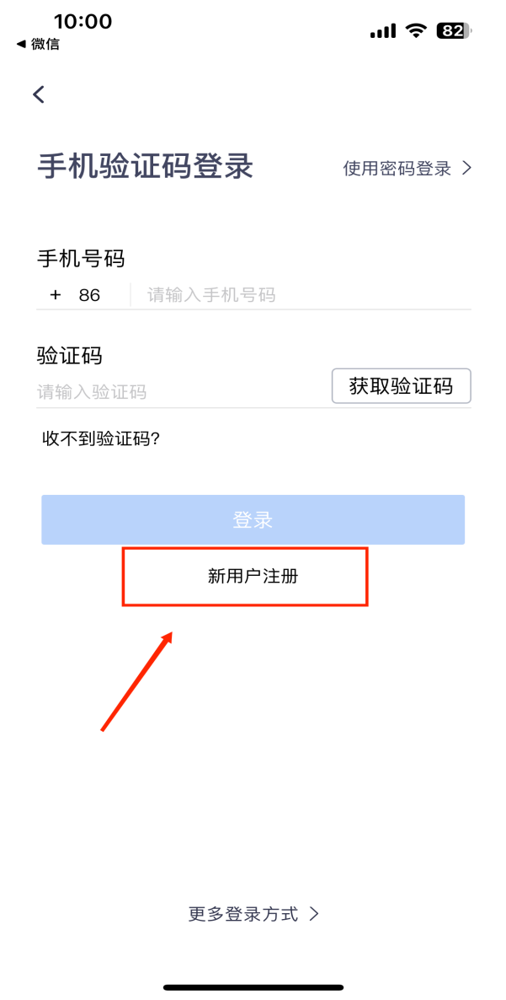 10:00
82
◀ 微信
手机验证码登录
使用密码登录 >
手机号码
+ 86
请输入手机号码
验证码
请输入验证码
获取验证码
收不到验证码?
登录
新用户注册
更多登录方式 >